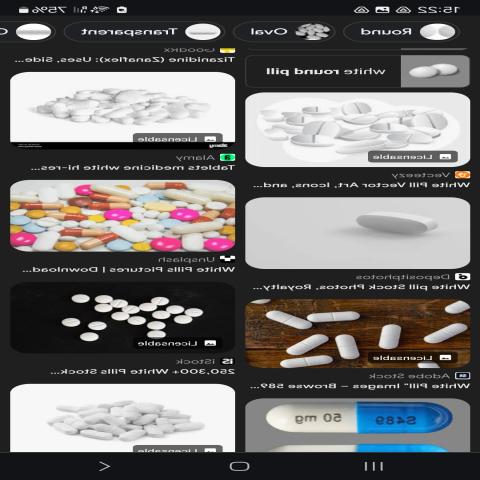 15:22
75%
Round
Oval
Transparent
C
white round pill
Licensable
Vecteezy
White Pill Vector Art, Icons, and...
Depositphotos
White pill Stock Photos, Royalty
Licensable
Adobe Stock
White Pill" Images – Browse 589...
S489
50 mg
Goodrx
Tizanidine (Zanaflex): Uses, Side...
Licensable
alamy
Alamy
Tablets medicine white hi-res...
Unsplash
White Pills Pictures | Download...
Licensable
iS
iStock
250,300+ White Pills Stock...
Licensable